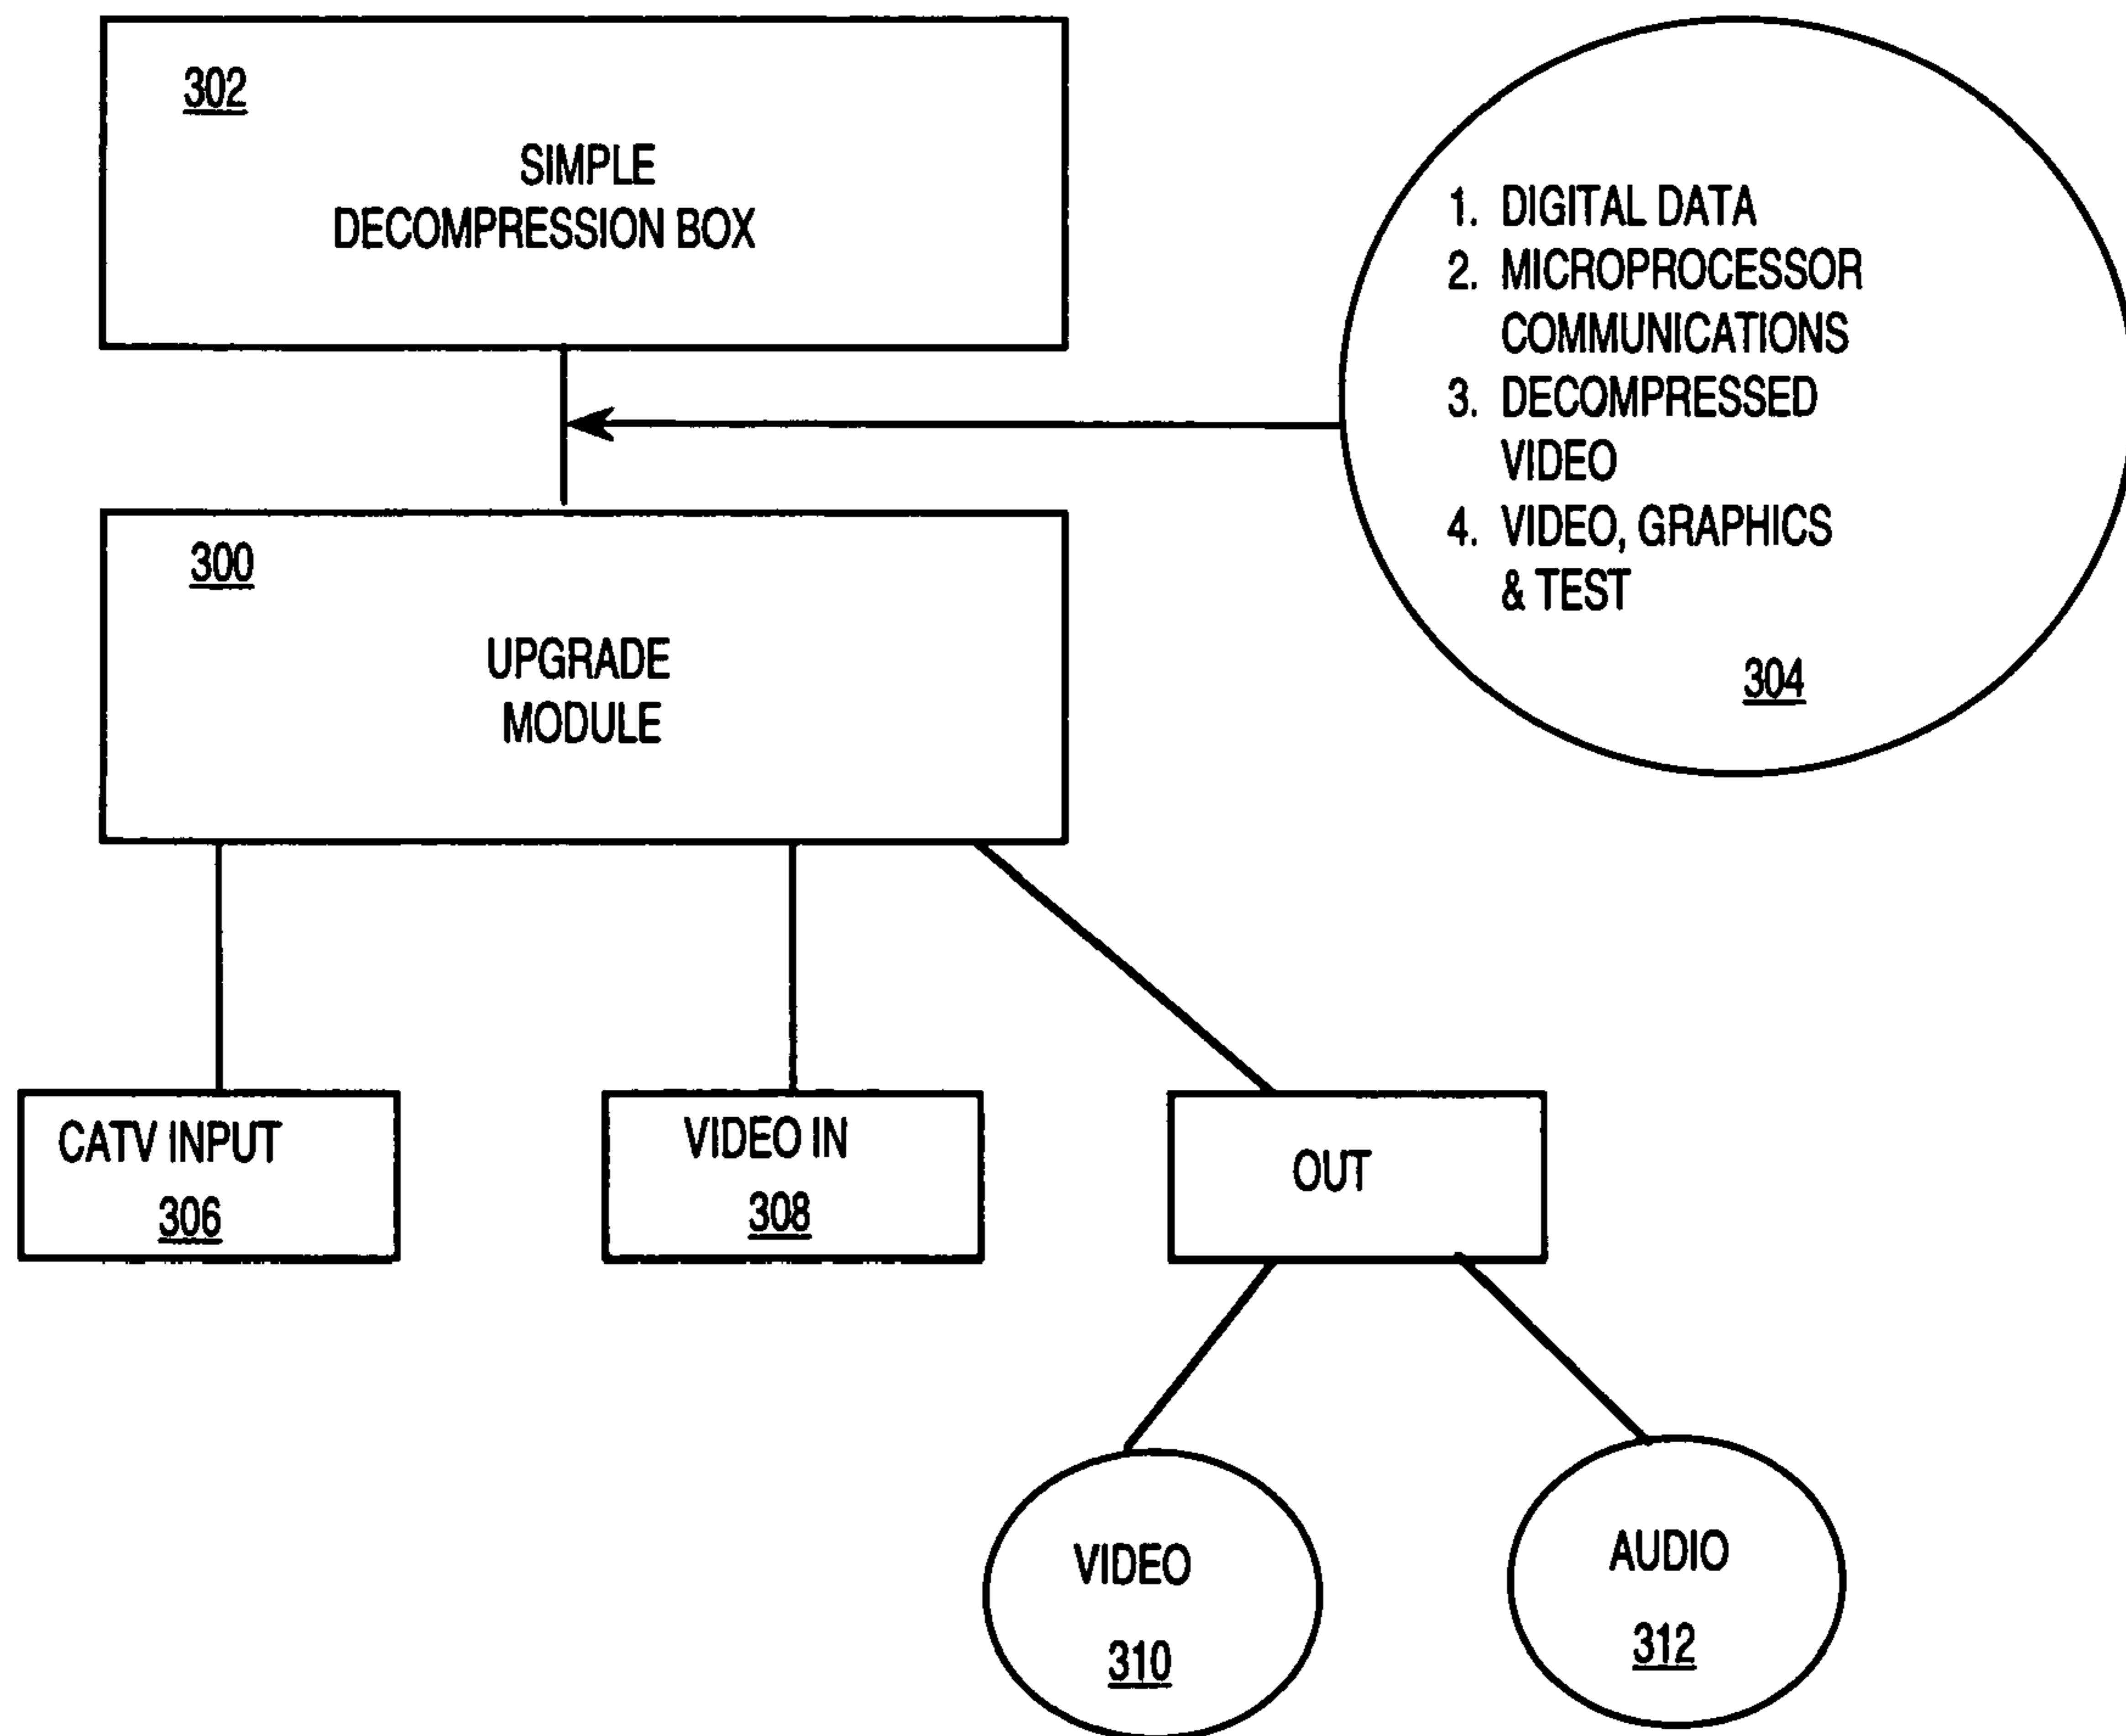 302
SIMPLE
DECOMPRESSION BOX
1. DIGITAL DATA
2. MICROPROCESSOR
COMMUNICATIONS
3. DECOMPRESSED
VIDEO
4. VIDEO, GRAPHICS
& TEST
304
300
UPGRADE
MODULE
CATV INPUT
306
VIDEO IN
308
OUT
VIDEO
310
AUDIO
312